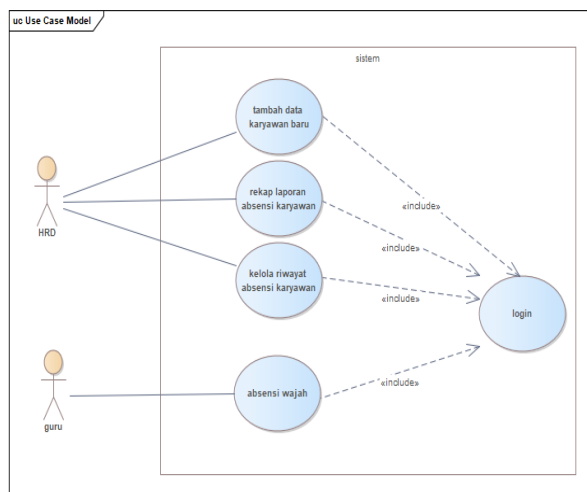 uc Use Case Model
sistem
tambah data
karyawan baru
rekap laporan
absensi karyawan
«include»
HRD
«include»
kelola riwayat
absensi karyawan
«include»
login
absensi wajah
«include»
guru